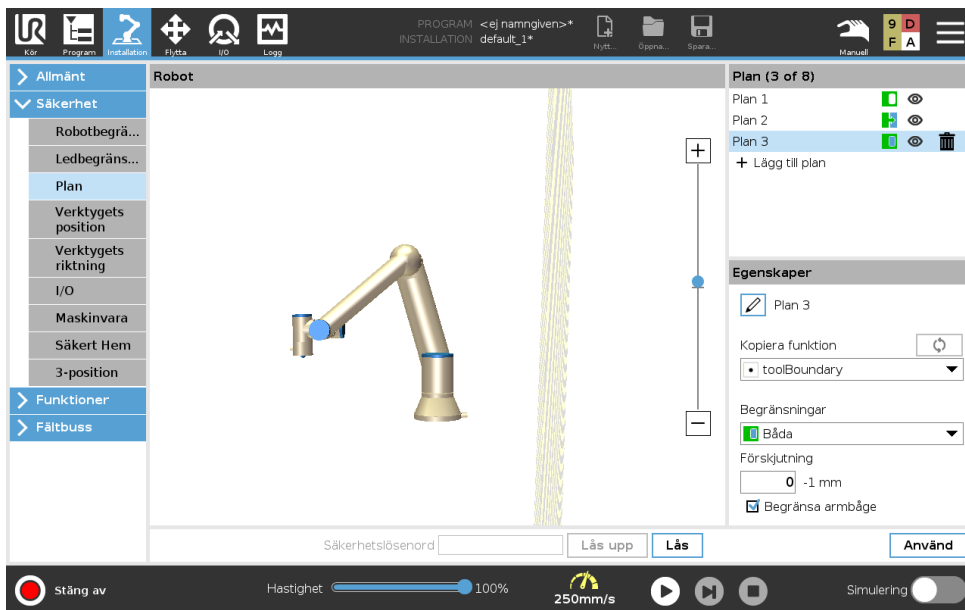 PROGRAM <ej namngiven>*
INSTALLATION default_1*
Kör
Program
Installation
Flytta
I/O
Logg
Nytt...
Öppna...
Spara...
Manuell
9 D
F A
Allmänt
Säkerhet
Robotbegrä...
Ledbegräns...
Plan
Verktygets
position
Verktygets
riktning
I/O
Maskinvara
Säkert Hem
3-position
Funktioner
Fältbuss
Robot
Plan (3 of 8)
Plan 1
Plan 2
Plan 3
+ Lägg till plan
Egenskaper
Plan 3
Kopiera funktion
toolBoundary
Begränsningar
Båda
Förskjutning
0 -1 mm
Begränsa armbåge
Säkerhetslösenord
Lås upp
Lås
Använd
Stäng av
Hastighet
100%
250mm/s
Simulering